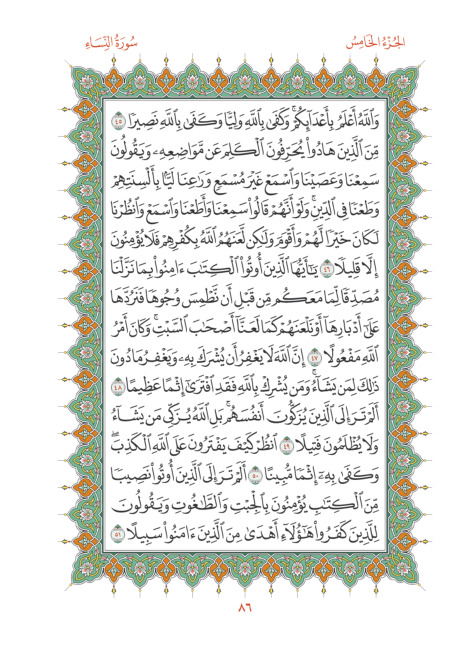 الجُزْءُ الخَامِسُ
سُورَةُ النِّسَاءِ
وَٱللَّهُ أَعۡلَمُ بِأَعۡدَآئِكُمۡۚ وَكَفَىٰ بِٱللَّهِ وَلِيّٗا وَكَفَىٰ بِٱللَّهِ نَصِيرٗا ٤٥
مِّنَ ٱلَّذِينَ هَادُواْ يُحَرِّفُونَ ٱلۡكَلِمَ عَن مَّوَاضِعِهِۦ وَيَقُولُونَ
سَمِعۡنَا وَعَصَيۡنَا وَٱسۡمَعۡ غَيۡرَ مُسۡمَعٖ وَرَٰعِنَا لَيَّۢا بِأَلۡسِنَتِهِمۡ
وَطَعۡنٗا فِي ٱلدِّينِۚ وَلَوۡ أَنَّهُمۡ قَالُواْ سَمِعۡنَا وَأَطَعۡنَا وَٱسۡمَعۡ وَٱنظُرۡنَا
لَكَانَ خَيۡرٗا لَّهُمۡ وَأَقۡوَمَ وَلَٰكِن لَّعَنَهُمُ ٱللَّهُ بِكُفۡرِهِمۡ فَلَا يُؤۡمِنُونَ
إِلَّا قَلِيلٗا ٤٦ يَٰٓأَيُّهَا ٱلَّذِينَ أُوتُواْ ٱلۡكِتَٰبَ ءَامِنُواْ بِمَا نَزَّلۡنَا
مُصَدِّقٗا لِّمَا مَعَكُم مِّن قَبۡلِ أَن نَّطۡمِسَ وُجُوهٗا فَنَرُدَّهَا
عَلَىٰٓ أَدۡبَارِهَآ أَوۡ نَلۡعَنَهُمۡ كَمَا لَعَنَّآ أَصۡحَٰبَ ٱلسَّبۡتِۚ وَكَانَ أَمۡرُ
ٱللَّهِ مَفۡعُولًا ٤٧ إِنَّ ٱللَّهَ لَا يَغۡفِرُ أَن يُشۡرَكَ بِهِۦ وَيَغۡفِرُ مَا دُونَ
ذَٰلِكَ لِمَن يَشَآءُۚ وَمَن يُشۡرِكۡ بِٱللَّهِ فَقَدِ ٱفۡتَرَىٰٓ إِثۡمًا عَظِيمًا ٤٨
أَلَمۡ تَرَ إِلَى ٱلَّذِينَ يُزَكُّونَ أَنفُسَهُمۚ بَلِ ٱللَّهُ يُزَكِّي مَن يَشَآءُ
وَلَا يُظۡلَمُونَ فَتِيلًا ٤٩ ٱنظُرۡ كَيۡفَ يَفۡتَرُونَ عَلَى ٱللَّهِ ٱلۡكَذِبَۖ
وَكَفَىٰ بِهِۦٓ إِثۡمٗا مُّبِينًا ٥٠ أَلَمۡ تَرَ إِلَى ٱلَّذِينَ أُوتُواْ نَصِيبٗا
مِّنَ ٱلۡكِتَٰبِ يُؤۡمِنُونَ بِٱلۡجِبۡتِ وَٱلطَّٰغُوتِ وَيَقُولُونَ
لِلَّذِينَ كَفَرُواْ هَٰٓؤُلَآءِ أَهۡدَىٰ مِنَ ٱلَّذِينَ ءَامَنُواْ سَبِيلًا ٥١
٨٦